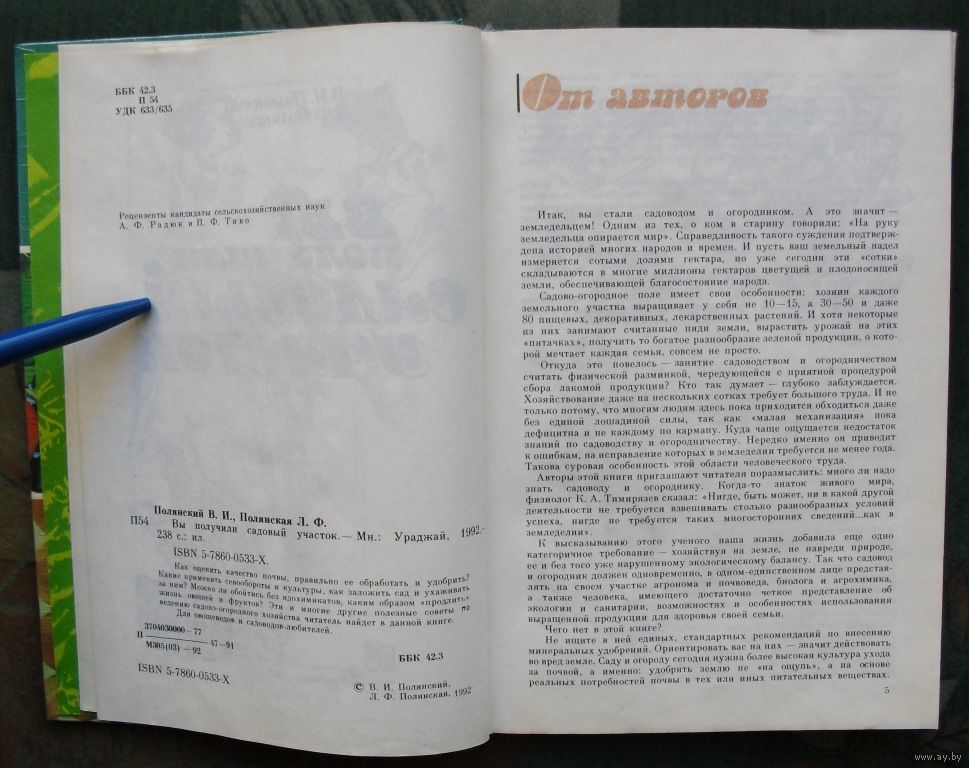 ББК 42.3
П 54
УДК 633/635
Рецензенты кандидаты сельскохозяйственных наук
А. Ф. Радюк и П. Ф. Тиво
Полянский В. И., Полянская Л. Ф.
П54 Вы получили садовый участок.— Мн.: Ураджай, 1992.—
238 с.: ил.
ISBN 5-7860-0533-X.
Как оценить качество почвы, правильно ее обработать и удобрить?
Какие применять севообороты и культуры, как заложить сад и ухаживать
за ним? Можно ли обойтись без ядохимикатов, каким образом «продлить»
жизнь овощей и фруктов? Эти и многие другие полезные советы по
ведению садово-огородного хозяйства читатель найдет в данной книге.
Для овощеводов и садоводов-любителей.
П 3704030000—77
М305(03) —92 47—91
ББК 42.3
ISBN 5-7860-0533-X
© В. И. Полянский,
Л. Ф. Полянская, 1992
От авторов
Итак, вы стали садоводом и огородником. А это значит —
земледельцем! Одним из тех, о ком в старину говорили: «На руку
земледельца опирается мир». Справедливость такого суждения подтверж-
дена историей многих народов и времен. И пусть ваш земельный надел
измеряется сотыми долями гектара, но уже сегодня эти «сотки»
складываются в многие миллионы гектаров цветущей и плодоносящей
земли, обеспечивающей благосостояние народа.
Садово-огородное поле имеет свои особенности: хозяин каждого
земельного участка выращивает у себя не 10—15, а 30—50 и даже
80 пищевых, декоративных, лекарственных растений. И хотя некоторые
из них занимают считанные пяди земли, вырастить урожай на этих
«пятачках», получить то богатое разнообразие зеленой продукции, о кото-
рой мечтает каждая семья, совсем не просто.
Откуда это повелось — занятие садоводством и огородничеством
считать физической разминкой, чередующейся с приятной процедурой
сбора лакомой продукции? Кто так думает — глубоко заблуждается.
Хозяйствование даже на нескольких сотках требует большого труда. И не
только потому, что многим людям здесь пока приходится обходиться даже
без единой лошадиной силы, так как «малая механизация» пока
дефицитна и не каждому по карману. Куда чаще ощущается недостаток
знаний по садоводству и огородничеству. Нередко именно он приводит
к ошибкам, на исправление которых в земледелии требуется не менее года.
Такова суровая особенность этой области человеческого труда.
Авторы этой книги приглашают читателя поразмыслить: много ли надо
знать садоводу и огороднику. Когда-то знаток живого мира,
физиолог К. А. Тимирязев сказал: «Нигде, быть может, ни в какой другой
деятельности не требуется взвешивать столько разнообразных условий
успеха, нигде не требуется таких многосторонних сведений...как в
земледелии».
К высказыванию этого ученого наша жизнь добавила еще одно
категоричное требование — хозяйствуя на земле, не навреди природе,
ее и без того уже нарушенному экологическому балансу. Так что садовод
и огородник должен одновременно, в одном-единственном лице представ-
лять на своем участке агронома и почвоведа, биолога и агрохимика,
а также человека, имеющего достаточно четкое представление об
экологии и санитарии, возможностях и особенностях использования
выращенной продукции для здоровья своей семьи.
Чего нет в этой книге?
Не ищите в ней единых, стандартных рекомендаций по внесению
минеральных удобрений. Ориентировать вас на них — значит действовать
во вред земле. Саду и огороду сегодня нужна более высокая культура ухода
за почвой, а именно: удобрять землю не «на ощупь», а на основе
реальных потребностей почвы в тех или иных питательных веществах.
5
www.ay.by